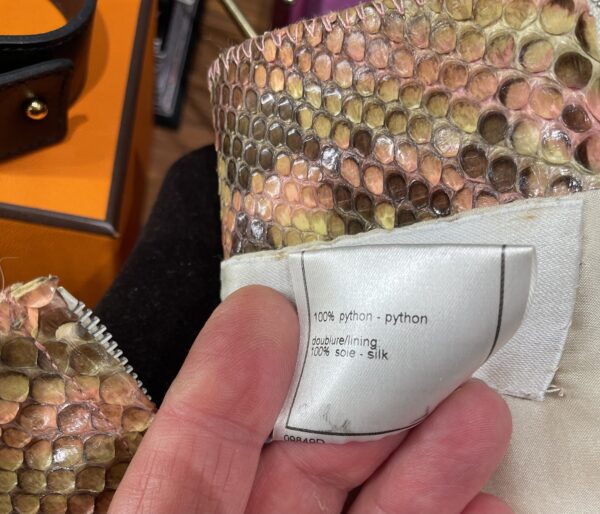 100% python - python
doublure/lining
100% soie - silk